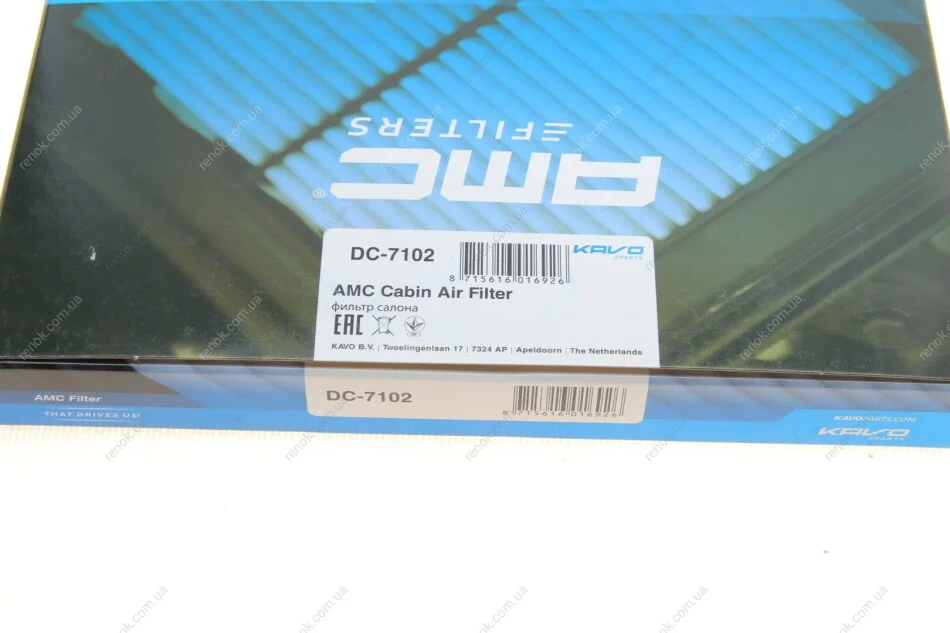 AMC
FILTERS
®
DC-7102
8 715616 016926
KAVO
PARTS
AMC Cabin Air Filter
фильтр салона
EAC
KAVO B.V. | Tweelingenlaan 17 | 7324 AP | Apeldoorn | The Netherlands
DC-7102
8 715616 016926
AMC Filter
THAT DRIVES US!
KAVOPARTS.COM
KAVO
PARTS
renok.com.ua